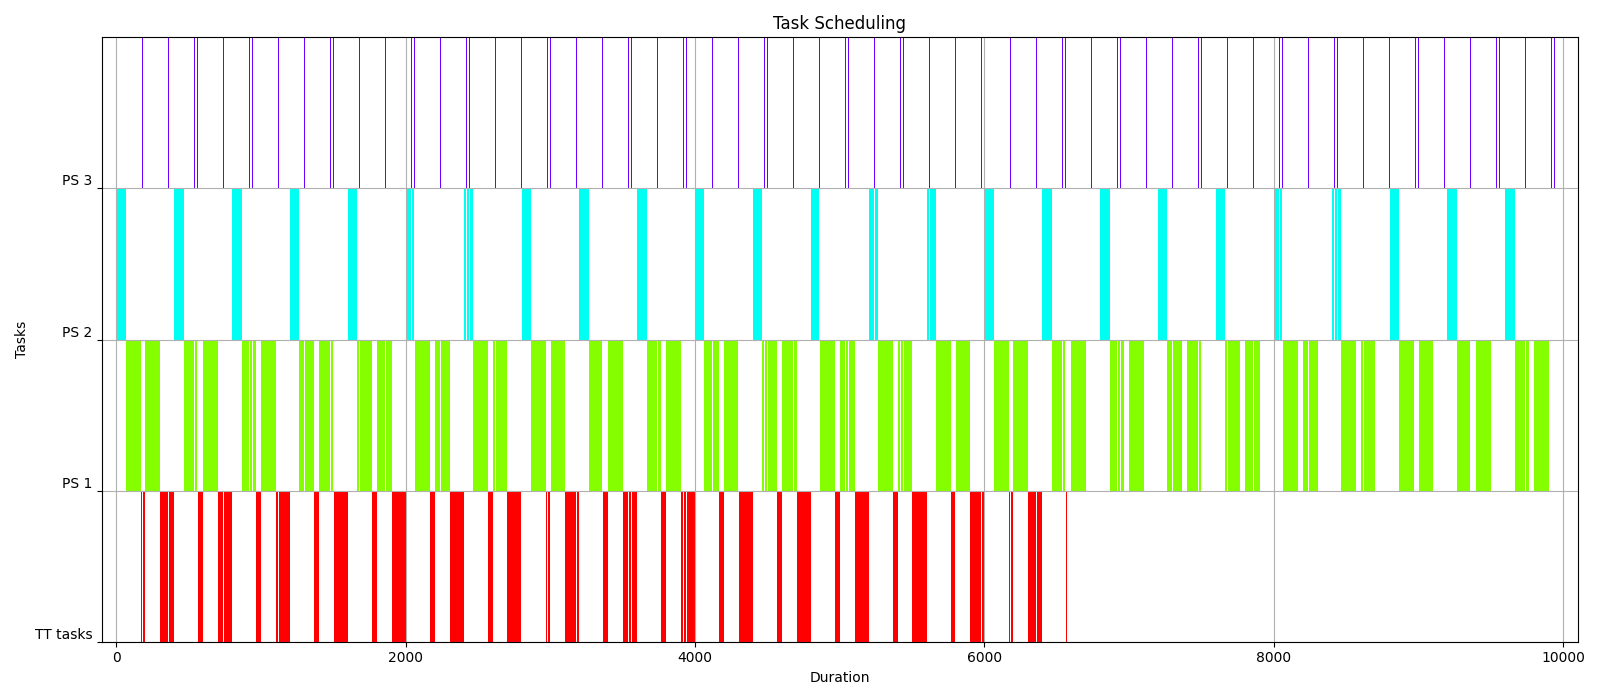 Task Scheduling
PS 3
PS 2
PS 1
TT tasks
Tasks
0 2000 4000 6000 8000 10000
Duration